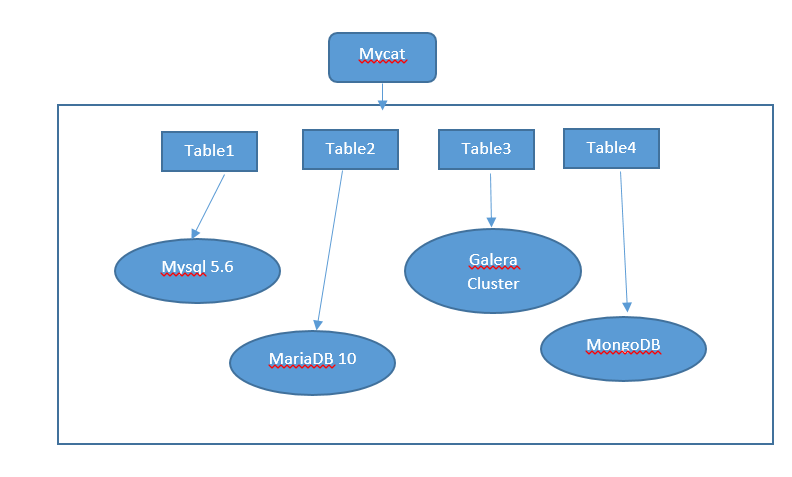 Mycat
Table1
Table2
Table3
Table4
Mysql 5.6
Galera
Cluster
MariaDB 10
MongoDB